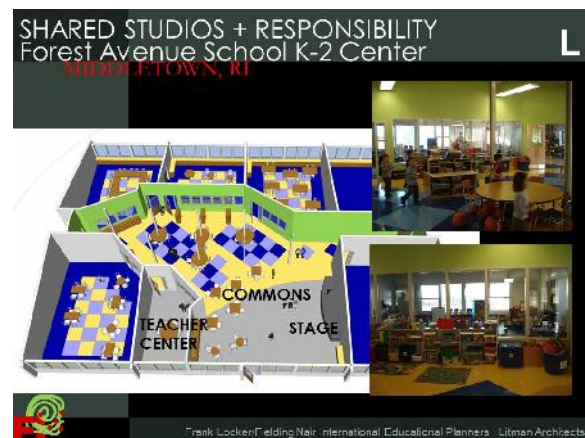 SHARED STUDIOS + RESPONSIBILITY
Forest Avenue School K-2 Center
L
MIDDLETOWN, RI
COMMONS
TEACHER
CENTER
STAGE
Frank Locker/Fielding Nair International Educational Planners Litman Architects